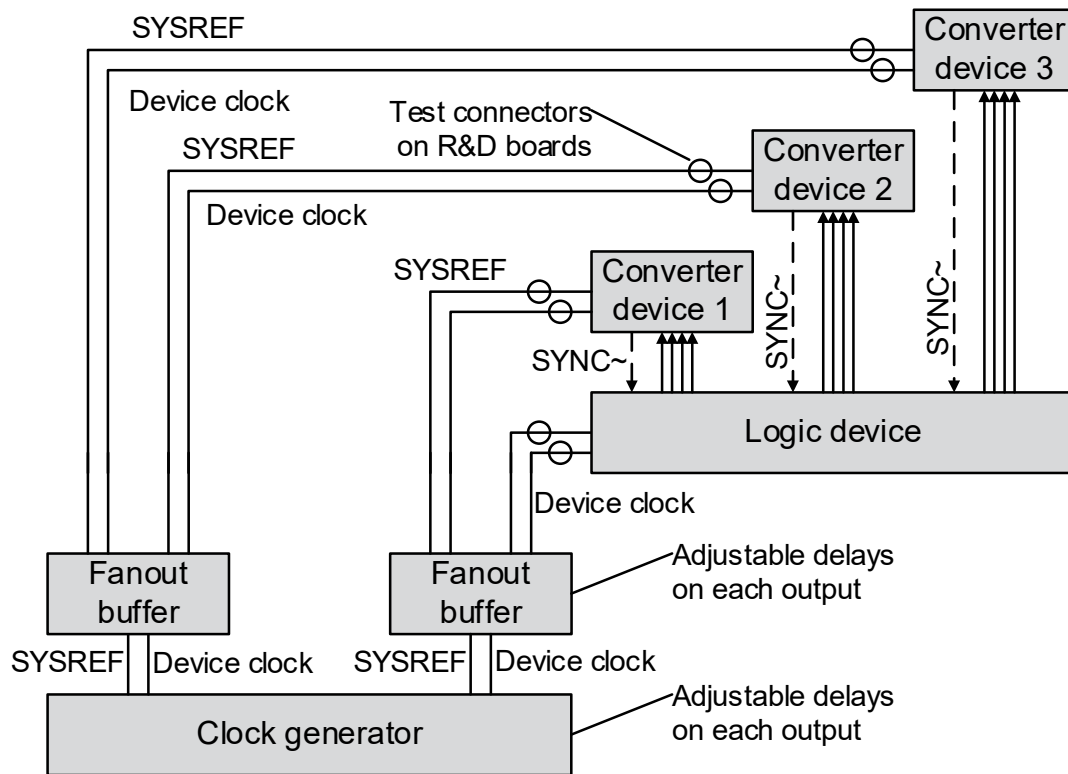 SYSREF
Converter
device 3
Device clock
Test connectors
on R&D boards
SYSREF
Converter
device 2
Device clock
SYSREF
Converter
device 1
SYNC~
SYNC~
SYNC~
Logic device
Device clock
Fanout
buffer
Fanout
buffer
Adjustable delays
on each output
SYSREF
Device clock
SYSREF
Device clock
Clock generator
Adjustable delays
on each output